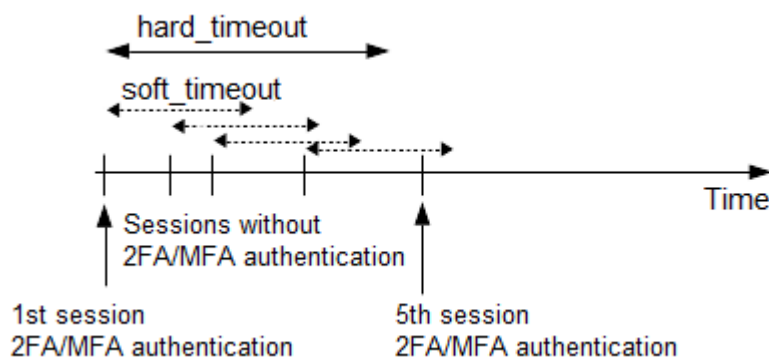 hard_timeout
soft_timeout
Time
Sessions without
2FA/MFA authentication
1st session
2FA/MFA authentication
5th session
2FA/MFA authentication